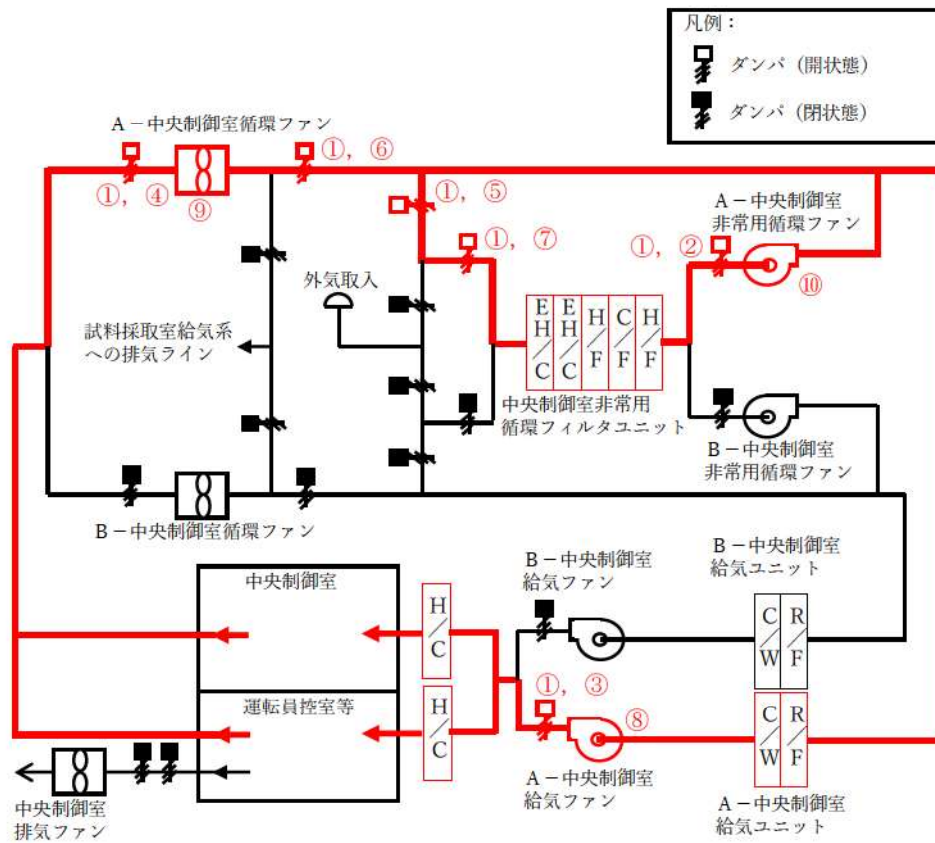 凡例：
ダンパ（開状態）
ダンパ（閉状態）
A－中央制御室循環ファン
①，⑥
①，④
⑨
①，⑤
①，⑦
①，②
A－中央制御室
非常用循環ファン
⑩
外気取入
試料採取室給気系
への排気ライン
EH/C
EH/C
H/F
C/F
H/F
中央制御室非常用
循環フィルタユニット
B－中央制御室
非常用循環ファン
B－中央制御室循環ファン
中央制御室
H/C
B－中央制御室
給気ファン
B－中央制御室
給気ユニット
C/W
R/F
運転員控室等
H/C
①，③
⑧
C/W
R/F
中央制御室
排気ファン
A－中央制御室
給気ファン
A－中央制御室
給気ユニット